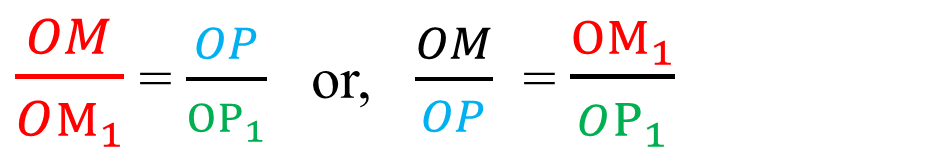 OM/OM₁ = OP/OP₁ or, OM/OP = OM₁/OP₁